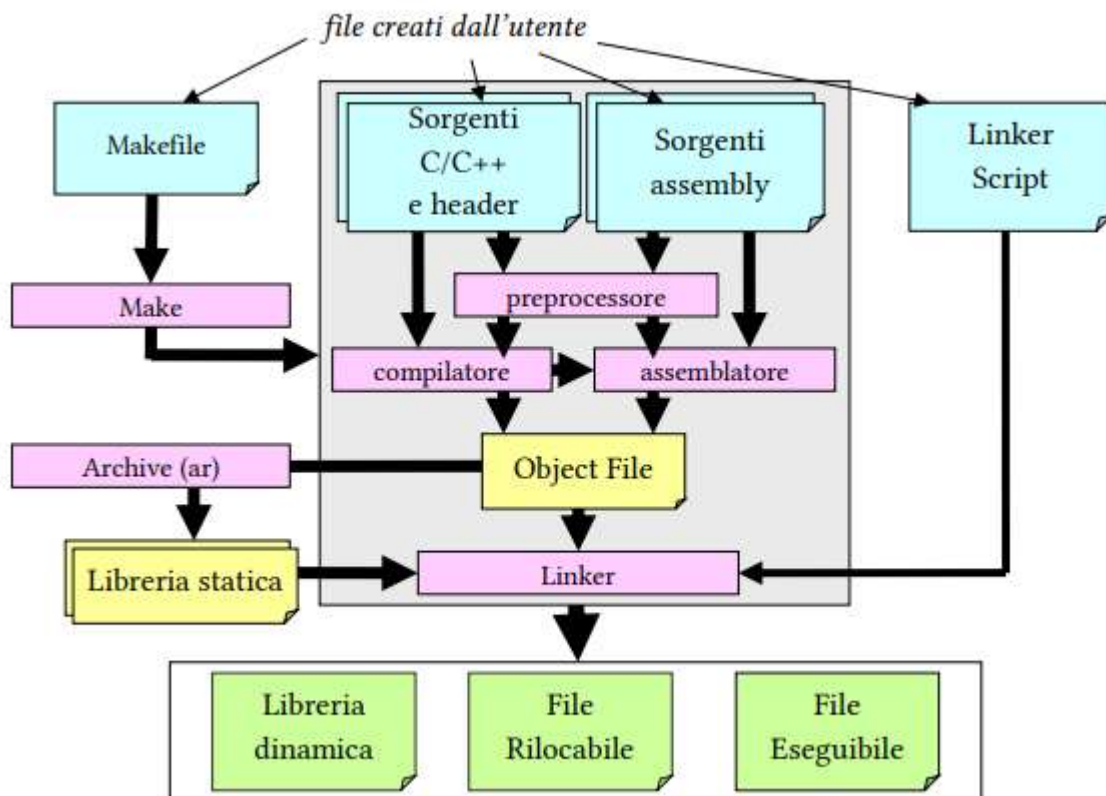 file creati dall'utente
Makefile
Sorgenti
C/C++
e header
Sorgenti
assembly
Linker
Script
Make
preprocessore
compilatore
assemblatore
Archive (ar)
Object File
Libreria statica
Linker
Libreria
dinamica
File
Rilocabile
File
Eseguibile